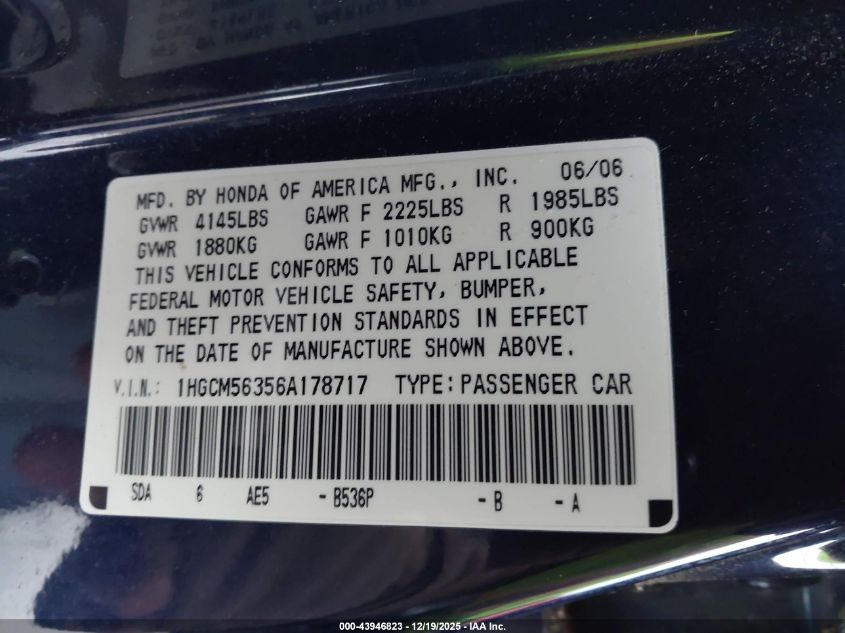 MFD. BY HONDA OF AMERICA MFG., INC. 06/06
GVWR 4145LBS GAWR F 2225LBS R 1985LBS
GVWR 1880KG GAWR F 1010KG R 900KG
THIS VEHICLE CONFORMS TO ALL APPLICABLE
FEDERAL MOTOR VEHICLE SAFETY, BUMPER,
AND THEFT PREVENTION STANDARDS IN EFFECT
ON THE DATE OF MANUFACTURE SHOWN ABOVE.
V.I.N.: 1HGCM56356A178717 TYPE:PASSENGER CAR
SDA 6 AE5 -B536P -B -A
000-43946823 - 12/19/2025 - IAA Inc.